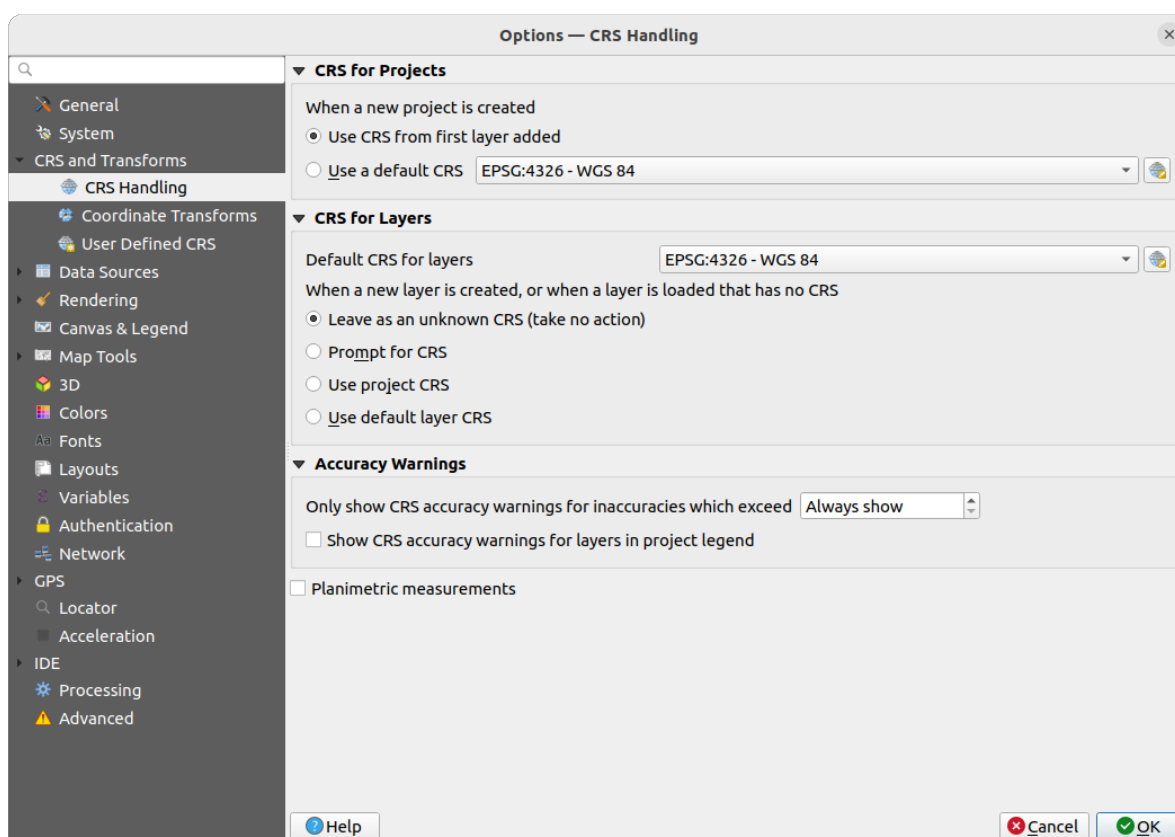 Options — CRS Handling
General
System
CRS and Transforms
CRS Handling
Coordinate Transforms
User Defined CRS
Data Sources
Rendering
Canvas & Legend
Map Tools
3D
Colors
Aa Fonts
Layouts
Variables
Authentication
Network
GPS
Locator
Acceleration
IDE
Processing
Advanced
CRS for Projects
When a new project is created
Use CRS from first layer added
Use a default CRS EPSG:4326 - WGS 84
CRS for Layers
Default CRS for layers EPSG:4326 - WGS 84
When a new layer is created, or when a layer is loaded that has no CRS
Leave as an unknown CRS (take no action)
Prompt for CRS
Use project CRS
Use default layer CRS
Accuracy Warnings
Only show CRS accuracy warnings for inaccuracies which exceed Always show
Show CRS accuracy warnings for layers in project legend
Planimetric measurements
Help Cancel OK